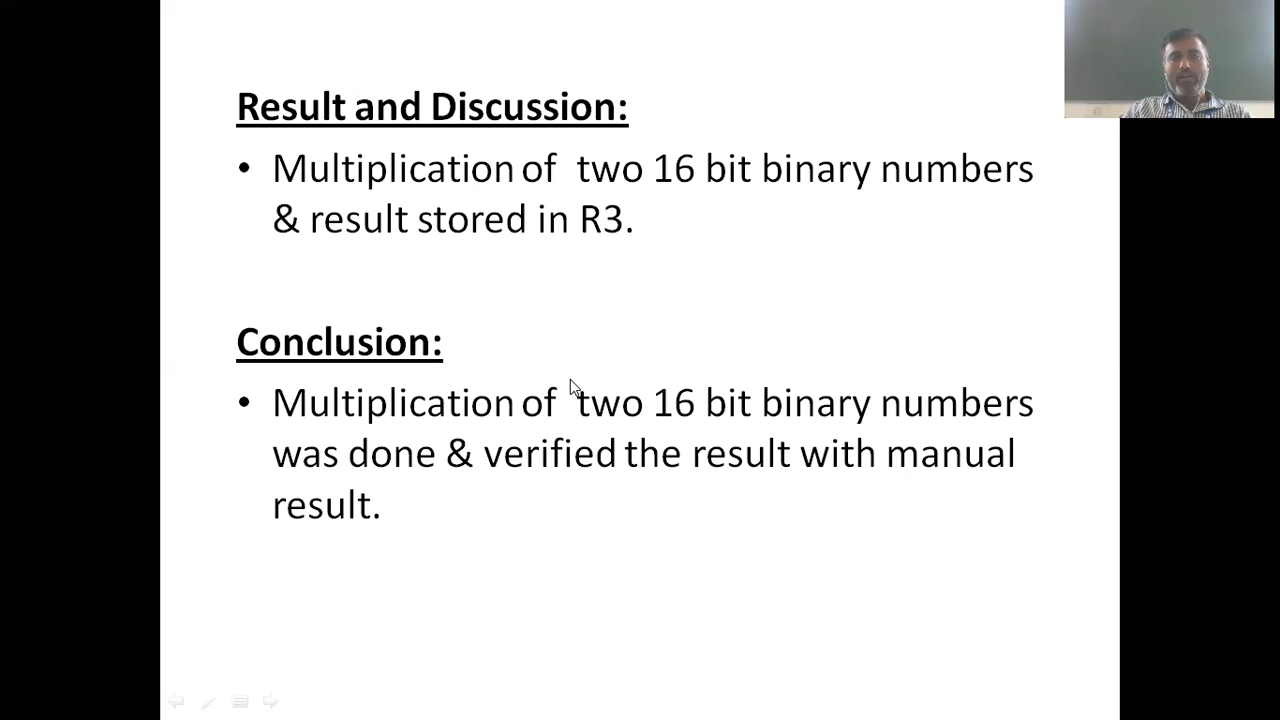 Result and Discussion:
• Multiplication of two 16 bit binary numbers
& result stored in R3.
Conclusion:
• Multiplication of two 16 bit binary numbers
was done & verified the result with manual
result.